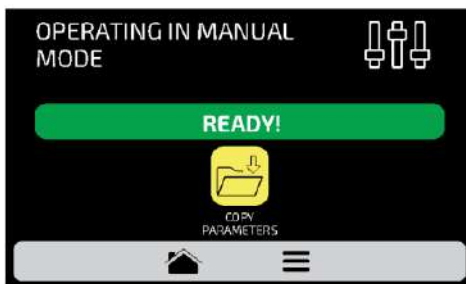 OPERATING IN MANUAL
MODE
READY!
COPY
PARAMETERS